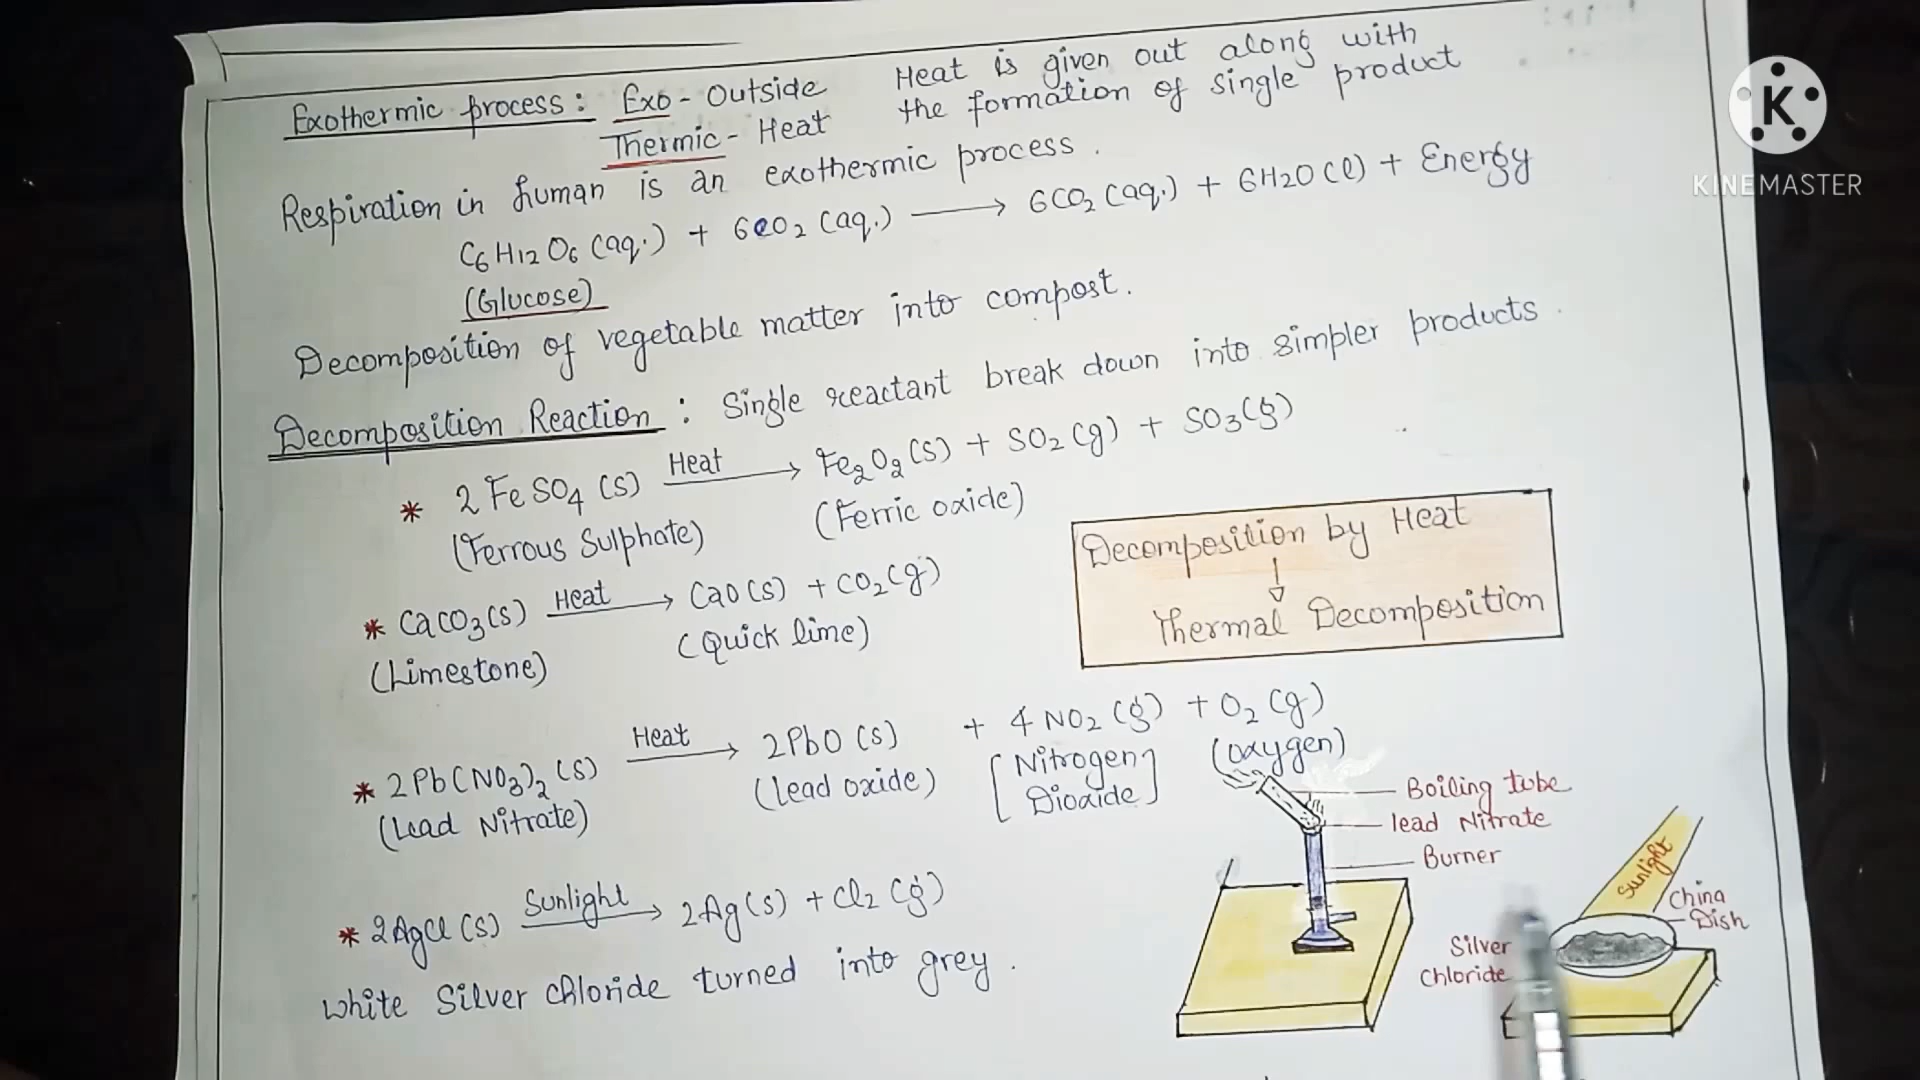 Exothermic process: Exo - Outside Heat is given out along with
Thermic - Heat the formation of single product
Respiration in human is an exothermic process.
C6H12O6 (aq.) + 6CO2 (aq.) → 6CO2 (aq.) + 6H2O (l) + Energy
(Glucose)
Decomposition of vegetable matter into compost.
Decomposition Reaction: Single reactant break down into simpler products.
* 2 FeSO4 (s) Heat → Fe2O2 (s) + SO2 (g) + SO3 (g)
(Ferrous Sulphate) (Ferric oxide)
Decomposition by Heat
↓
Thermal Decomposition
* CaCO3 (s) Heat → CaO (s) + CO2 (g)
(Limestone) (Quick lime)
* 2Pb(NO3)2 (s) Heat → 2PbO (s) + 4 NO2 (g) + O2 (g)
(Lead Nitrate) (Lead oxide) [Nitrogen Dioxide] (oxygen)
Boiling tube
lead Nitrate
Burner
* 2AgCl (s) Sunlight → 2Ag (s) + Cl2 (g)
White Silver chloride turned into grey.
Sunlight
China
Dish
Silver
Chloride
K
KINEMASTER